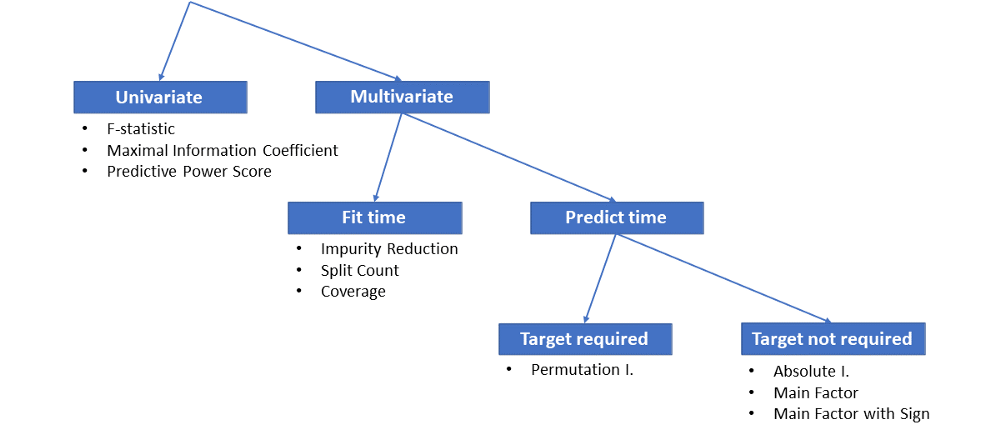 Univariate
Multivariate
• F-statistic
• Maximal Information Coefficient
• Predictive Power Score
Fit time
Predict time
• Impurity Reduction
• Split Count
• Coverage
Target required
Target not required
• Permutation I.
• Absolute I.
• Main Factor
• Main Factor with Sign